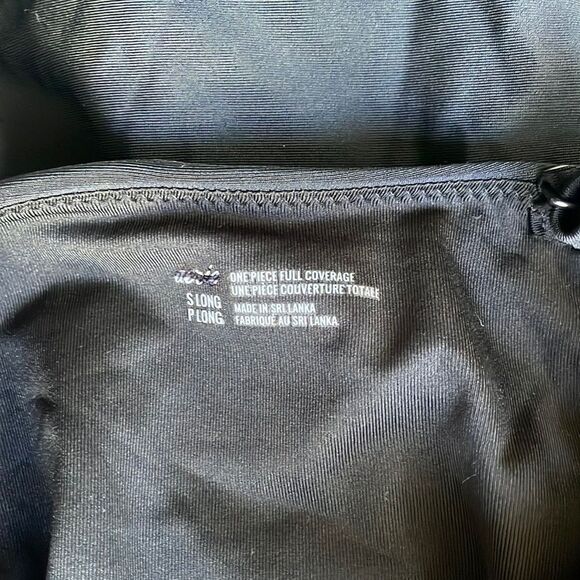 aerie
ONE PIECE FULL COVERAGE
UNE PIÈCE COUVERTURE TOTALE
S LONG
P LONG
MADE IN SRI LANKA
FABRIQUÉ AU SRI LANKA